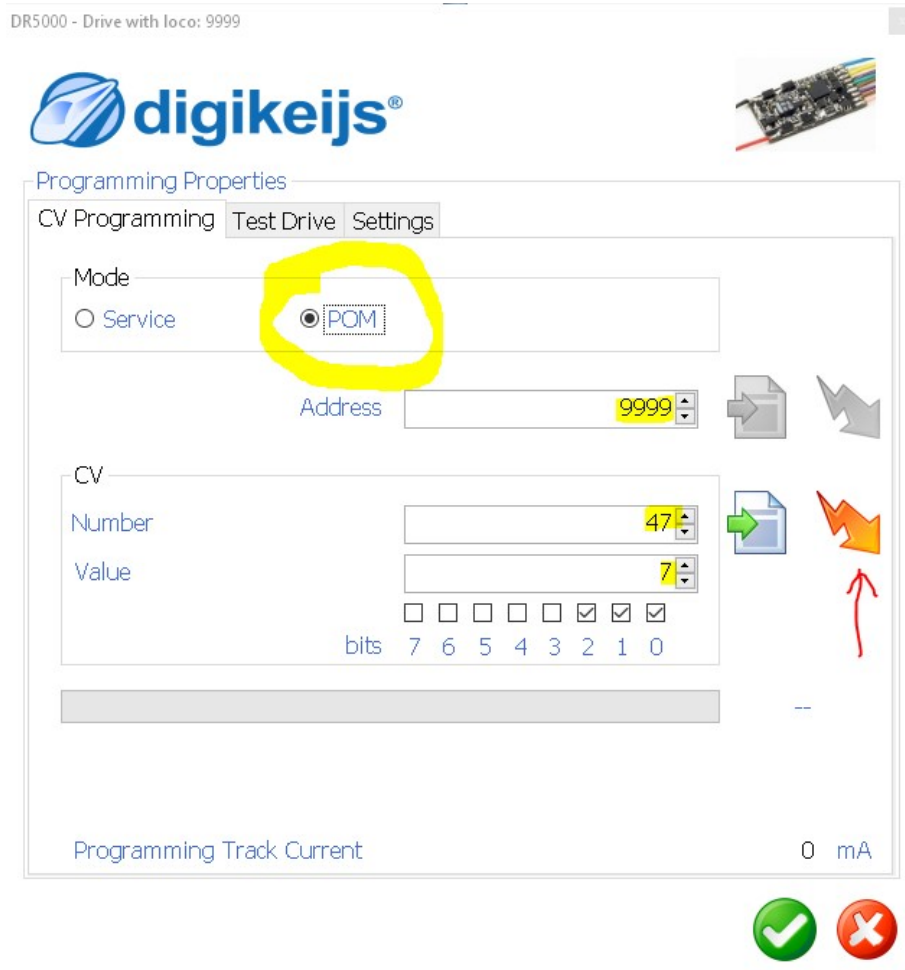 DR5000 - Drive with loco: 9999
digikeijs®
Programming Properties
CV Programming Test Drive Settings
Mode
Service POM
Address 9999
CV
Number 47
Value 7
bits 7 6 5 4 3 2 1 0
--
Programming Track Current 0 mA